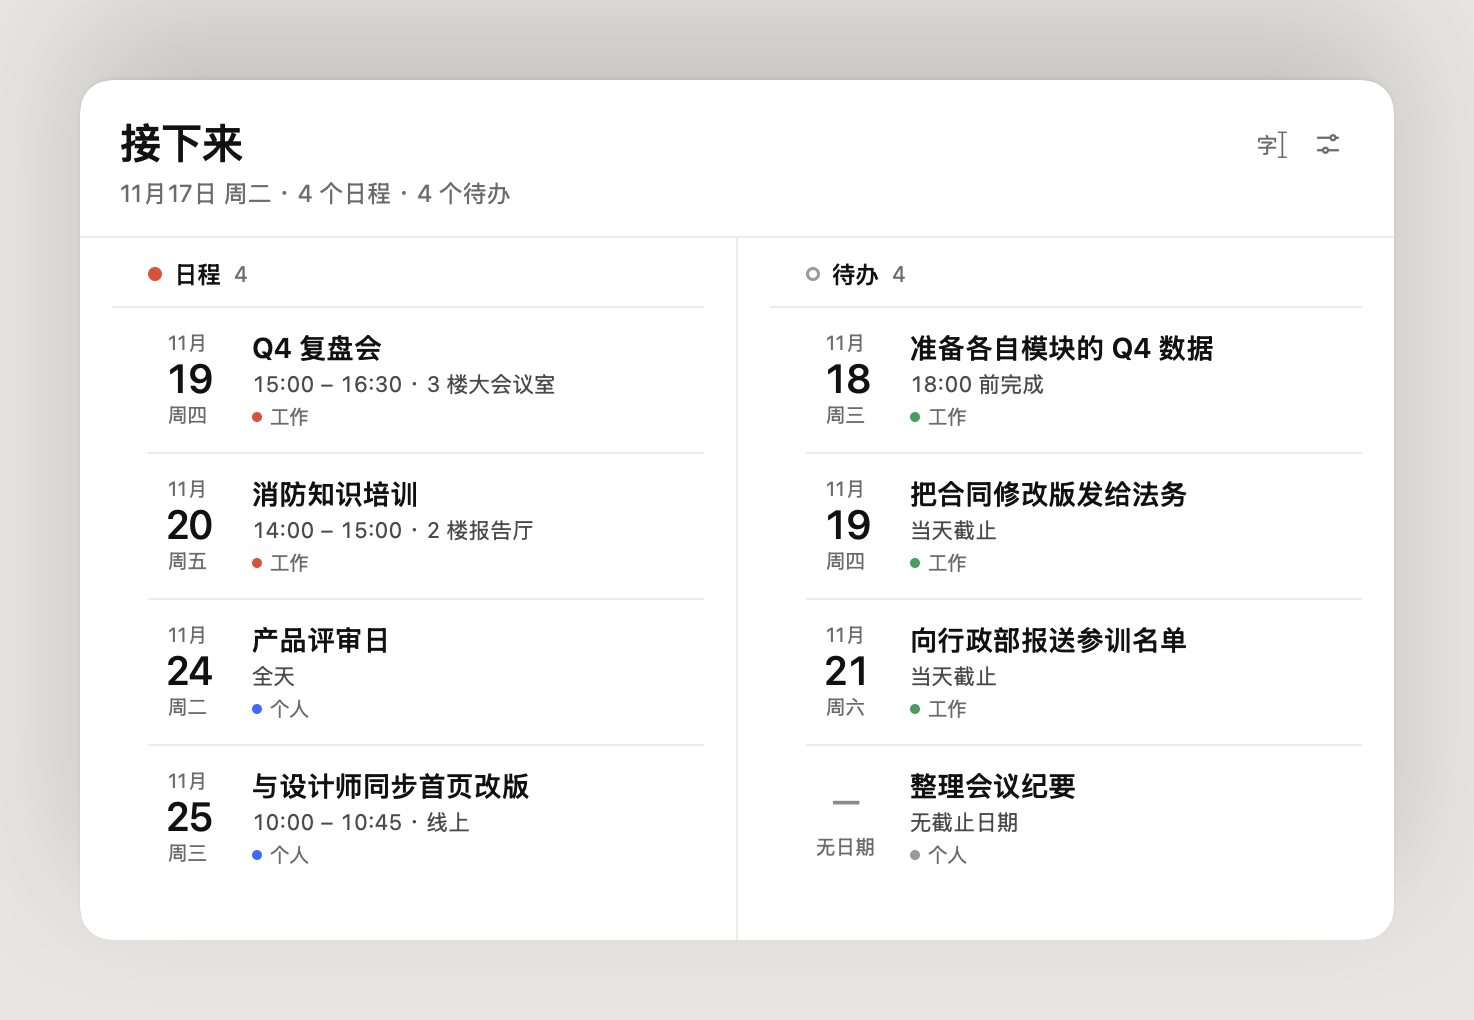 接下来
11月17日 周二 · 4 个日程 · 4 个待办
字
日程 4
11月
19
周四
Q4 复盘会
15:00 – 16:30 · 3 楼大会议室
工作
11月
20
周五
消防知识培训
14:00 – 15:00 · 2 楼报告厅
工作
11月
24
周二
产品评审日
全天
个人
11月
25
周三
与设计师同步首页改版
10:00 – 10:45 · 线上
个人
待办 4
11月
18
周三
准备各自模块的 Q4 数据
18:00 前完成
工作
11月
19
周四
把合同修改版发给法务
当天截止
工作
11月
21
周六
向行政部报送参训名单
当天截止
工作
—
无日期
整理会议纪要
无截止日期
个人